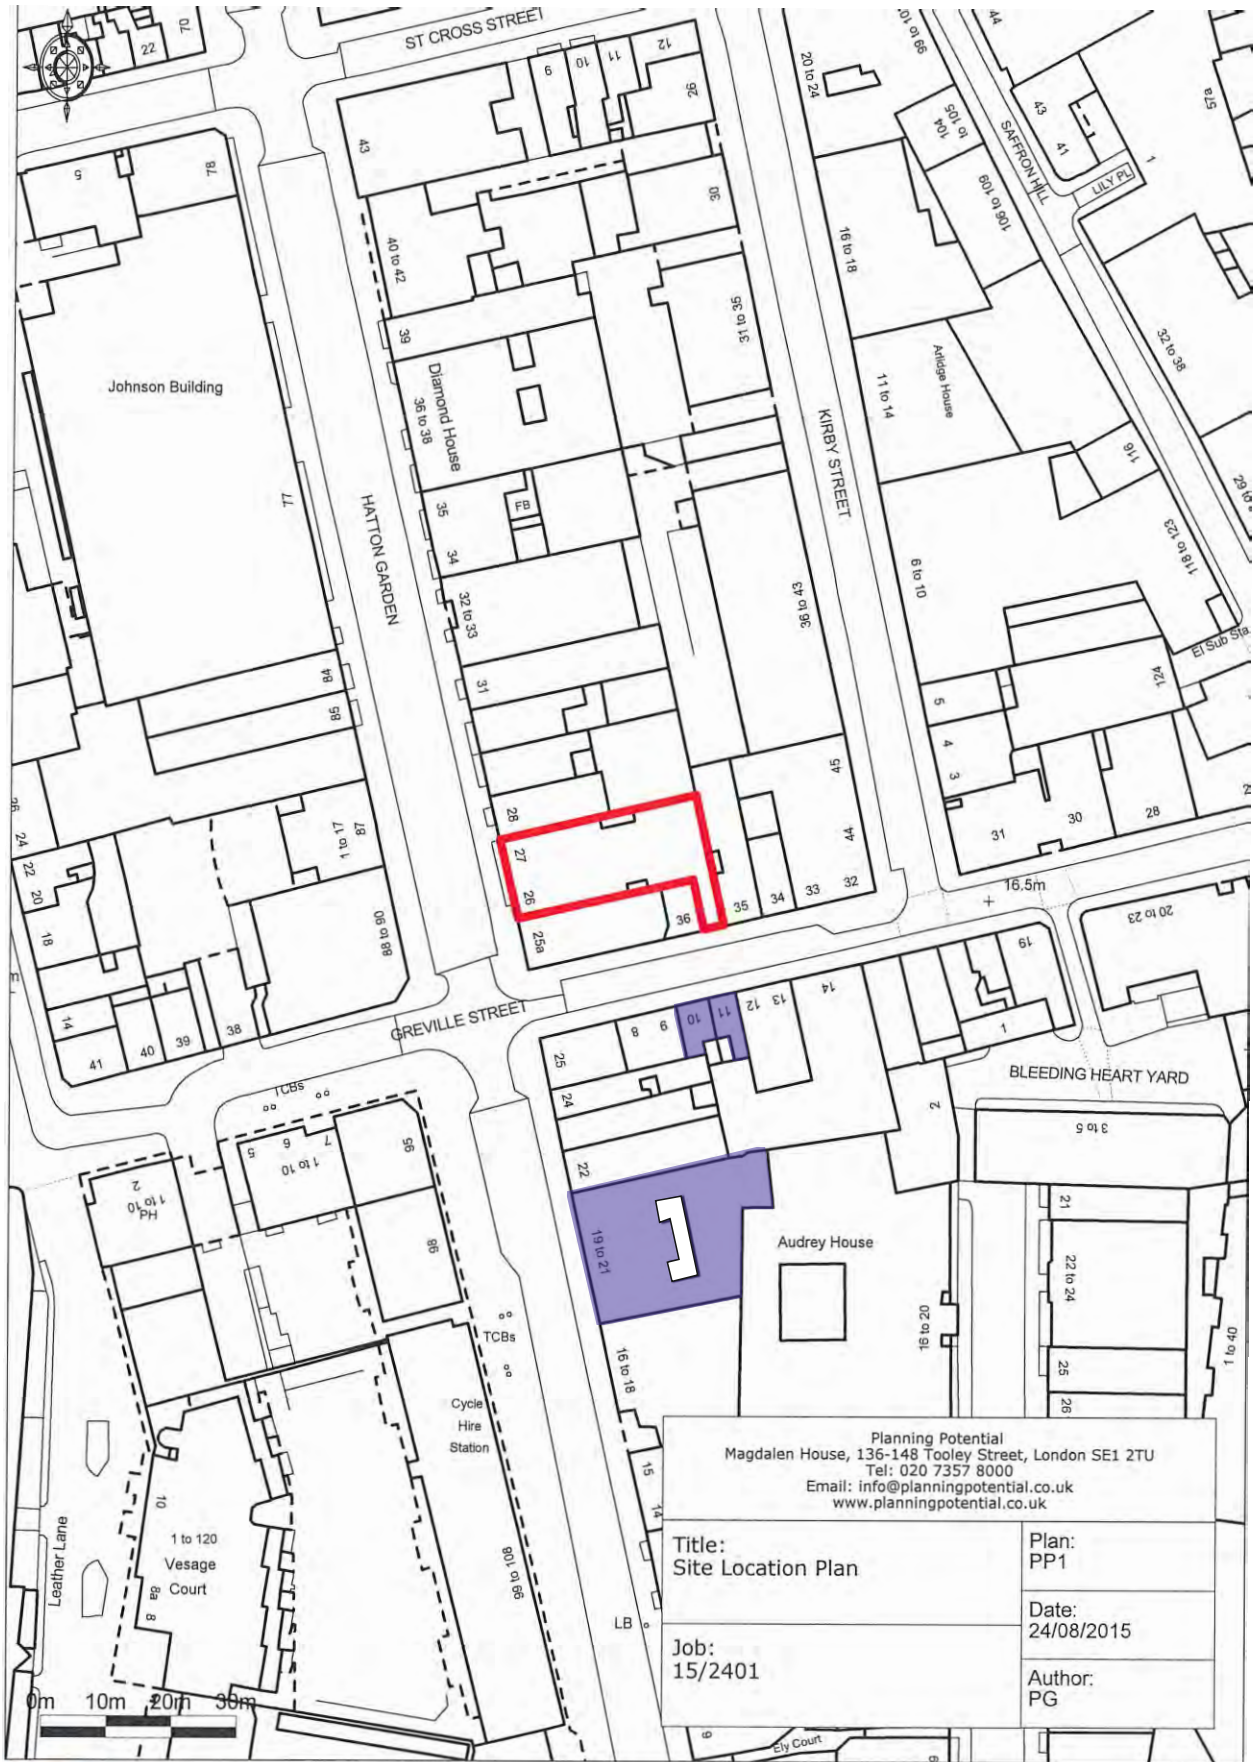 ST CROSS STREET
70
22
9
10
11
12
26
20 to 24
101 to 99
44
57a
43
41
1
LILY PL
SAFFRON HILL
104 to 105
106 to 109
78
5
43
40 to 42
30
16 to 18
32 to 38
39
Diamond House
36 to 38
31 to 35
11 to 14
Arlidge House
Johnson Building
77
HATTON GARDEN
KIRBY STREET
116
118 to 123
35
34
FB
32 to 33
36 to 43
6 to 10
El Sub Sta
124
84
85
31
5
4
3
45
44
28
27
26
25a
36
35
34
33
32
31
30
28
16.5m
26
24
22
20
18
14
41
40
39
38
87
1 to 17
88 to 90
20 to 23
19
1
GREVILLE STREET
25
24
8
9
10
11
12
13
14
BLEEDING HEART YARD
2
3 to 5
TCBs
5
6
7
1 to 10
95
2
1 to 10
PH
98
22
19 to 21
Audrey House
21
22 to 24
16 to 20
25
26
1 to 40
TCBs
16 to 18
15
14
Cycle
Hire
Station
99 to 108
10
1 to 120
Vesage
Court
8a
8
Leather Lane
LB
Ely Court
9
Planning Potential
Magdalen House, 136-148 Tooley Street, London SE1 2TU
Tel: 020 7357 8000
Email: info@planningpotential.co.uk
www.planningpotential.co.uk
Title:
Site Location Plan
Plan:
PP1
Date:
24/08/2015
Job:
15/2401
Author:
PG
0m 10m 20m 30m